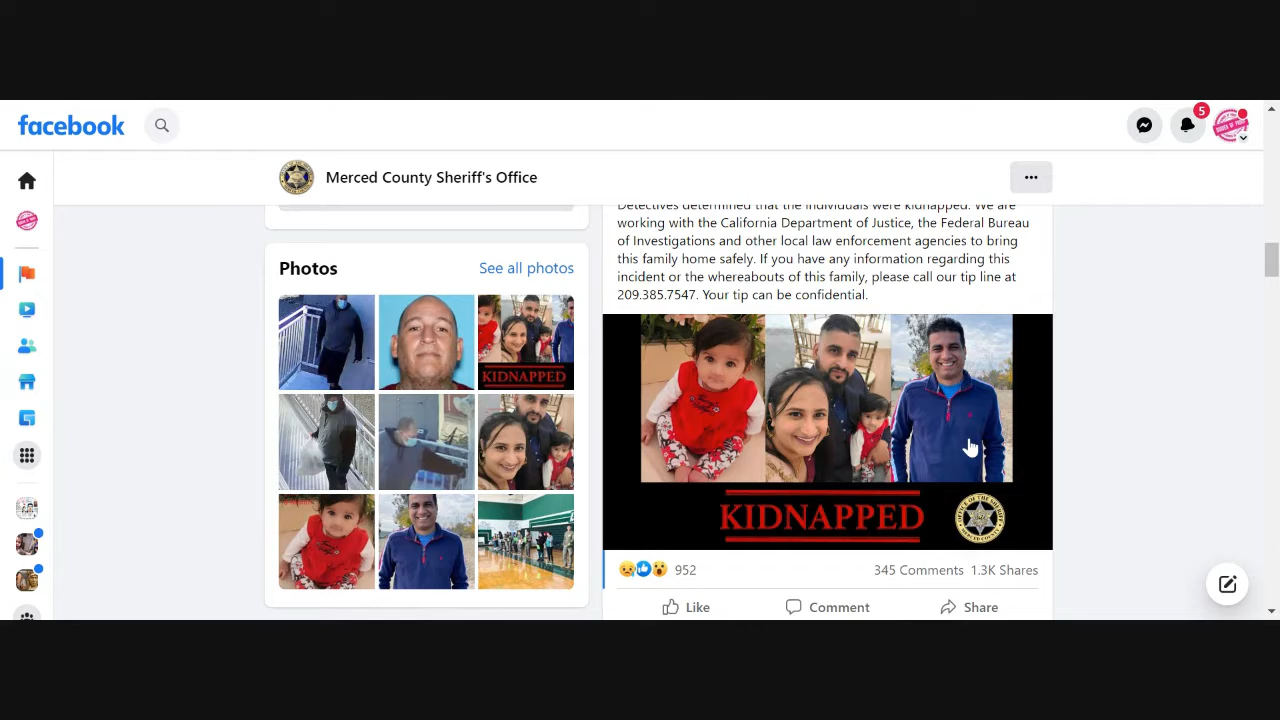 facebook
5
Merced County Sheriff's Office
Detectives determined that the individuals were kidnapped. We are
working with the California Department of Justice, the Federal Bureau
of Investigations and other local law enforcement agencies to bring
this family home safely. If you have any information regarding this
incident or the whereabouts of this family, please call our tip line at
209.385.7547. Your tip can be confidential.
Photos
See all photos
KIDNAPPED
KIDNAPPED
952
345 Comments 1.3K Shares
Like
Comment
Share